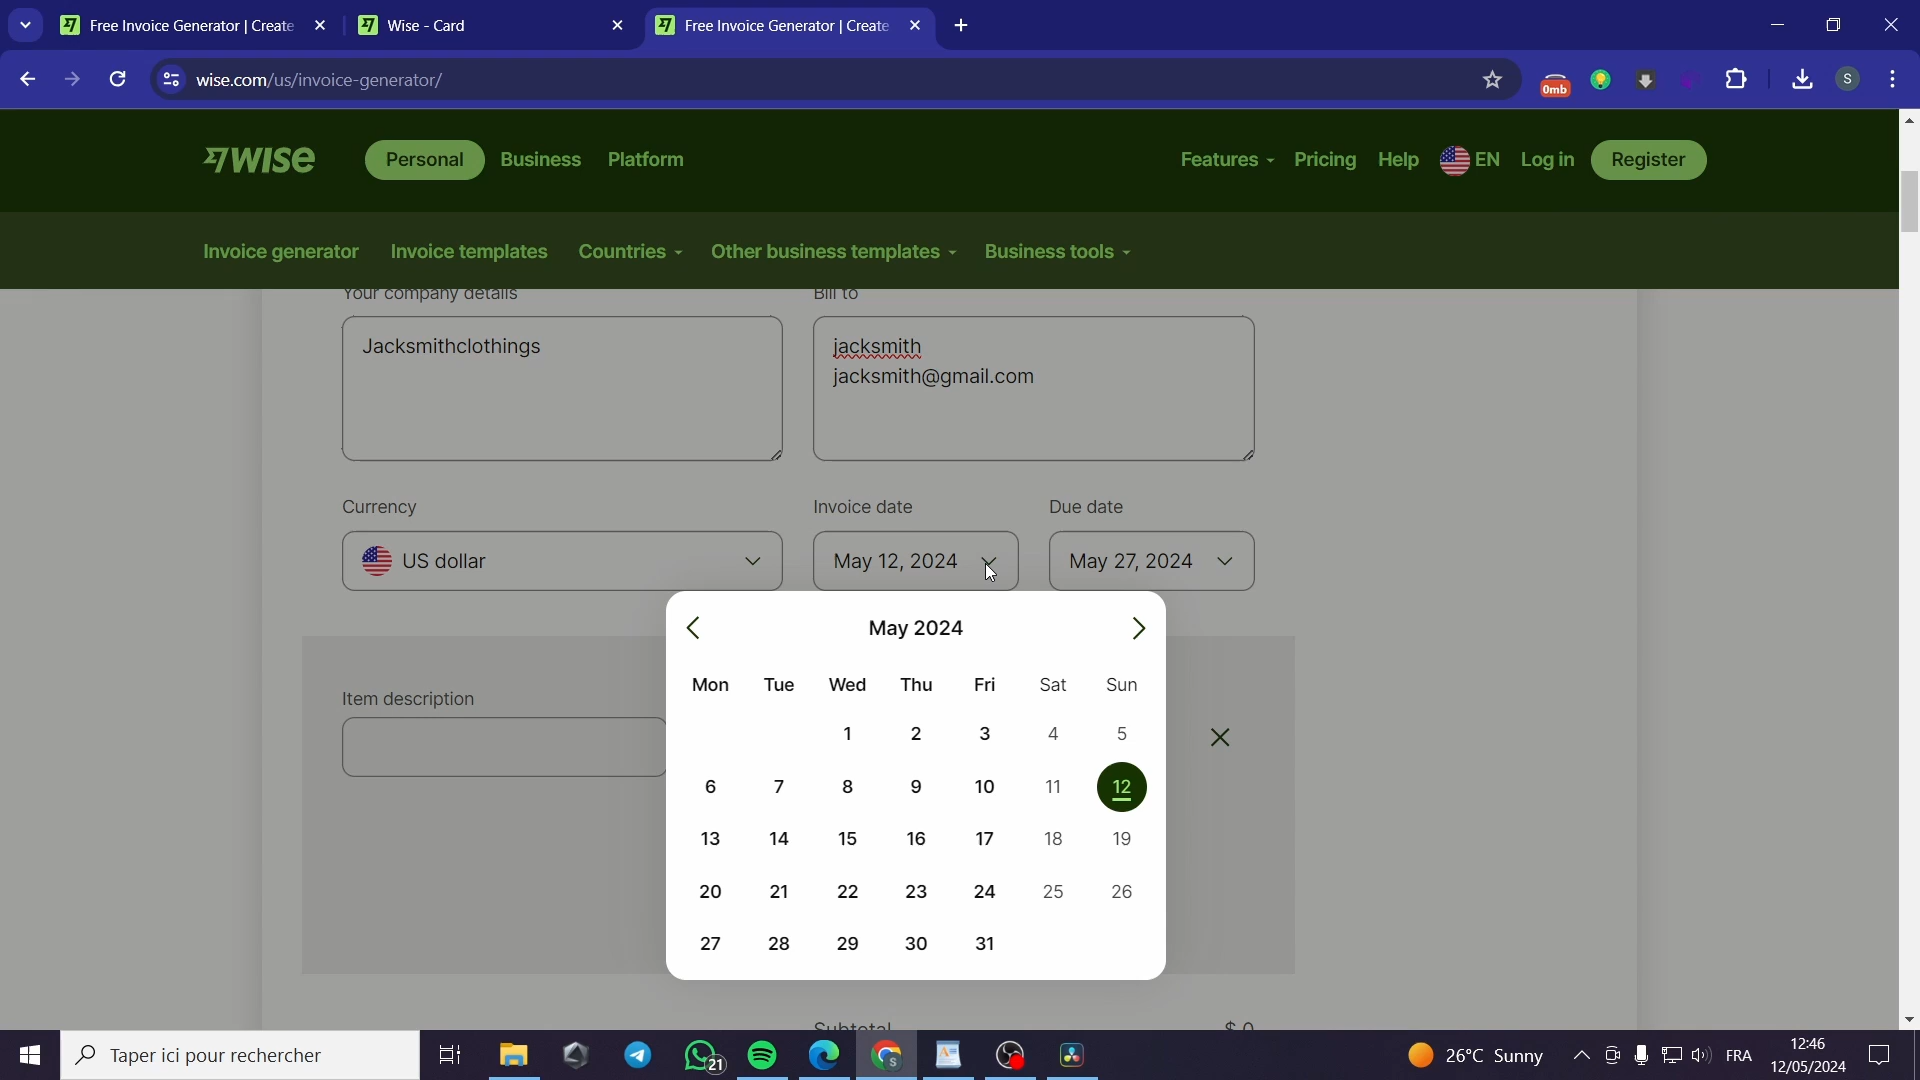 Free Invoice Generator | Create
Wise - Card
Free Invoice Generator | Create
wise.com/us/invoice-generator/
0mb
S
WISE
Personal
Business
Platform
Features
Pricing
Help
EN
Log in
Register
Invoice generator
Invoice templates
Countries
Other business templates
Business tools
Your company details
Bill to
Jacksmithclothings
jacksmith
jacksmith@gmail.com
Currency
Invoice date
Due date
US dollar
May 12, 2024
May 27, 2024
May 2024
Mon Tue Wed Thu Fri Sat Sun
Item description
1 2 3 4 5
6 7 8 9 10 11 12
13 14 15 16 17 18 19
20 21 22 23 24 25 26
27 28 29 30 31
Subtotal
$ 0
Taper ici pour rechercher
21
S
26°C Sunny
FRA
12:46
12/05/2024